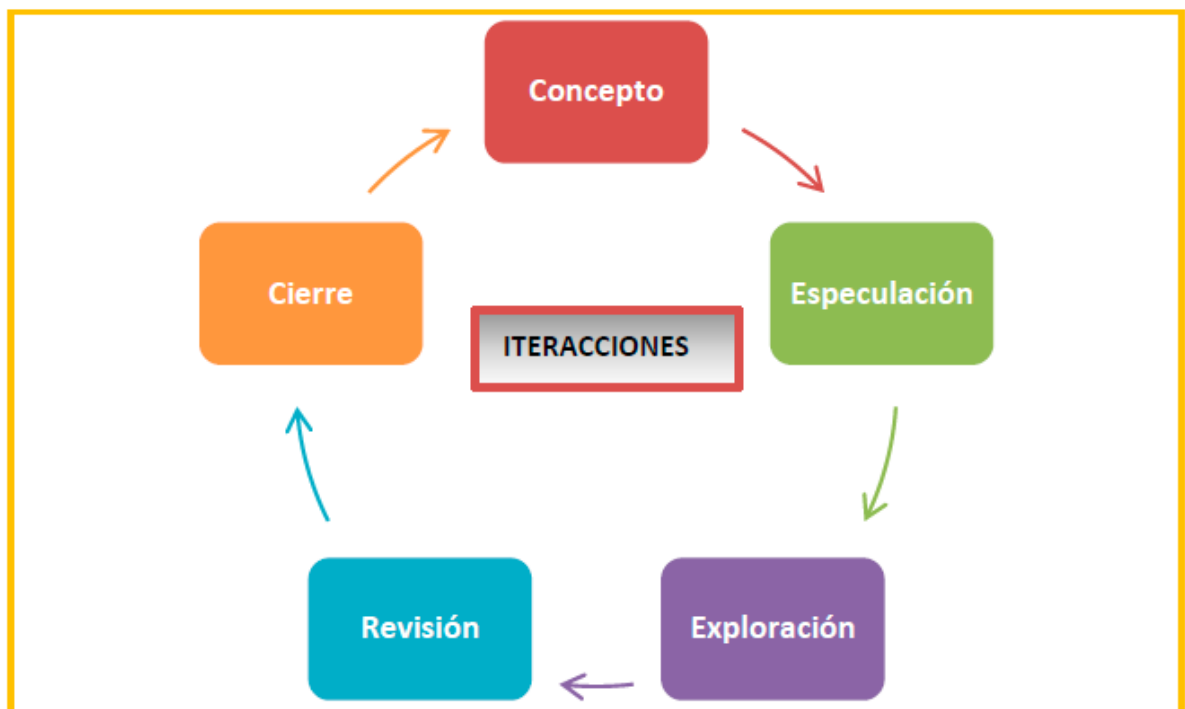 Concepto
Especulación
Exploración
Revisión
Cierre
ITERACCIONES